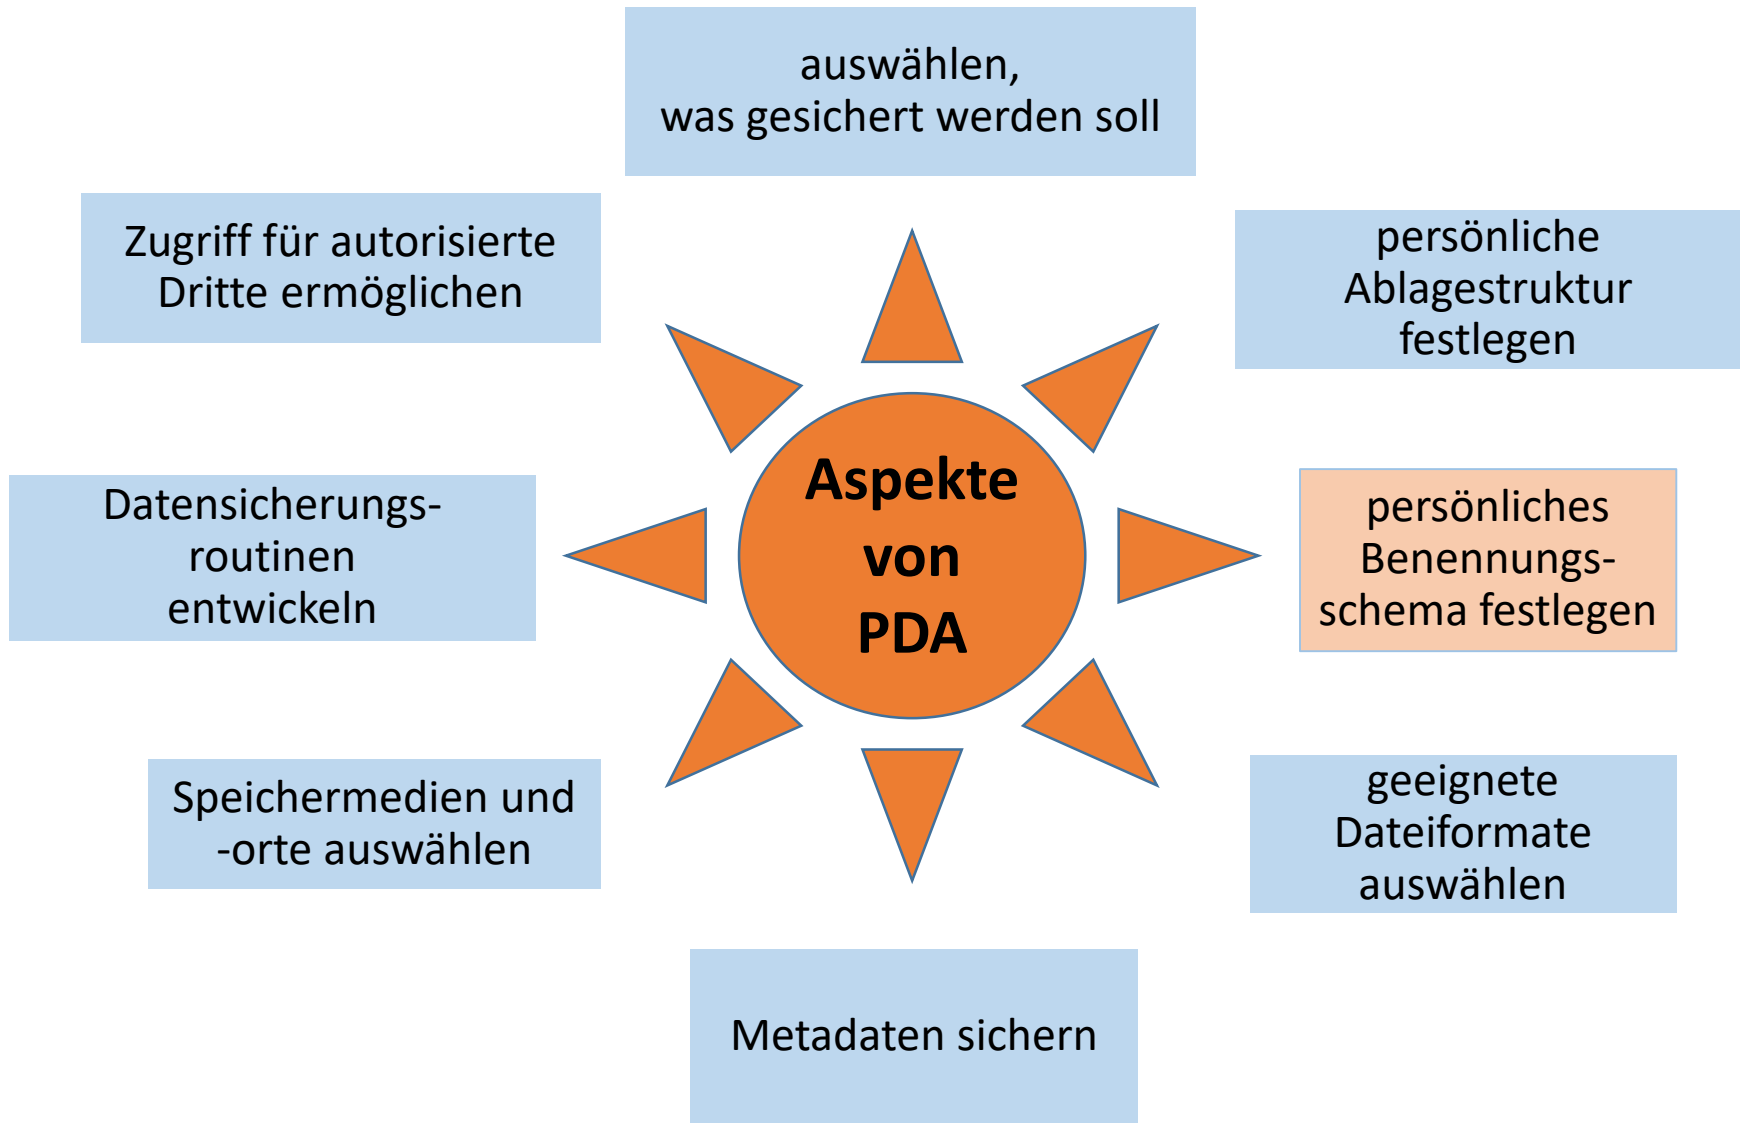 auswählen,
was gesichert werden soll
Zugriff für autorisierte
Dritte ermöglichen
persönliche
Ablagestruktur
festlegen
Aspekte
von
PDA
Datensicherungs-
routinen
entwickeln
persönliches
Benennungs-
schema festlegen
Speichermedien und
-orte auswählen
geeignete
Dateiformate
auswählen
Metadaten sichern